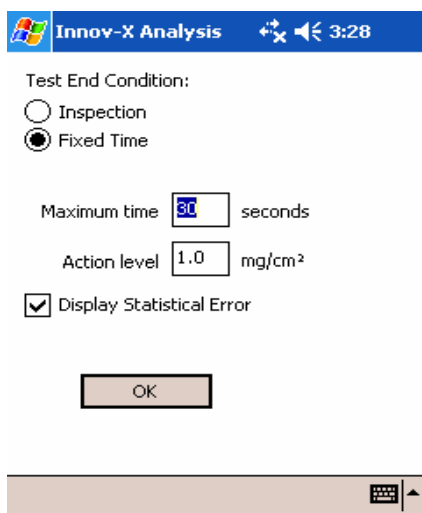 Innov-X Analysis 3:28
Test End Condition:
Inspection
Fixed Time
Maximum time 30 seconds
Action level 1.0 mg/cm²
Display Statistical Error
OK